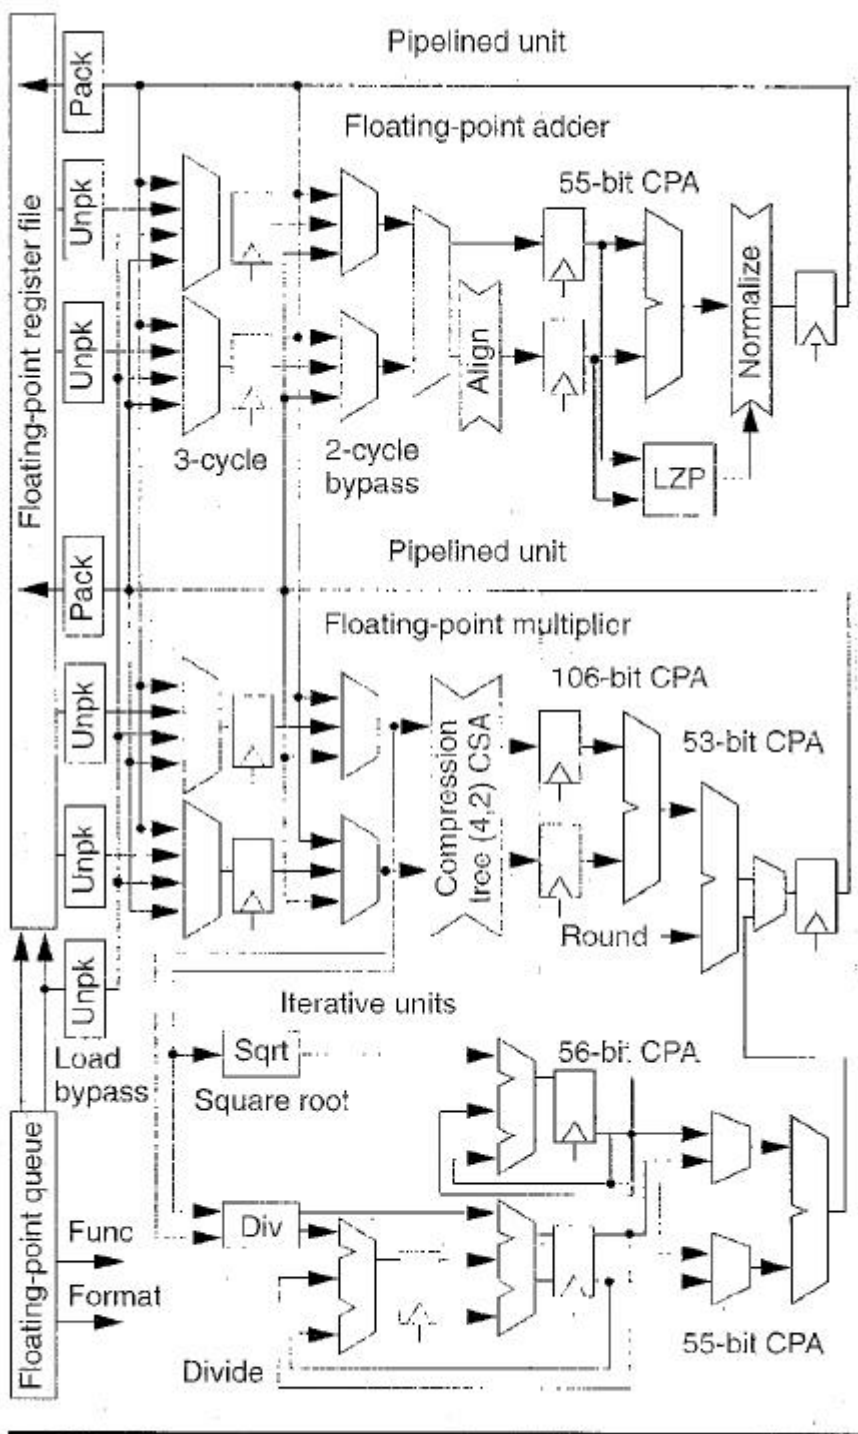 Pipelined unit
Pack
Floating-point adder
Unpk
55-bit CPA
Floating-point register file
Normalize
Unpk
Align
3-cycle
2-cycle
bypass
LZP
Pipelined unit
Pack
Floating-point multiplier
Unpk
106-bit CPA
53-bit CPA
Compression
tree (4,2) CSA
Unpk
Round
Unpk
Iterative units
Load
bypass
Sqrt
56-bit CPA
Square root
Floating-point queue
Func
Div
Format
Divide
55-bit CPA